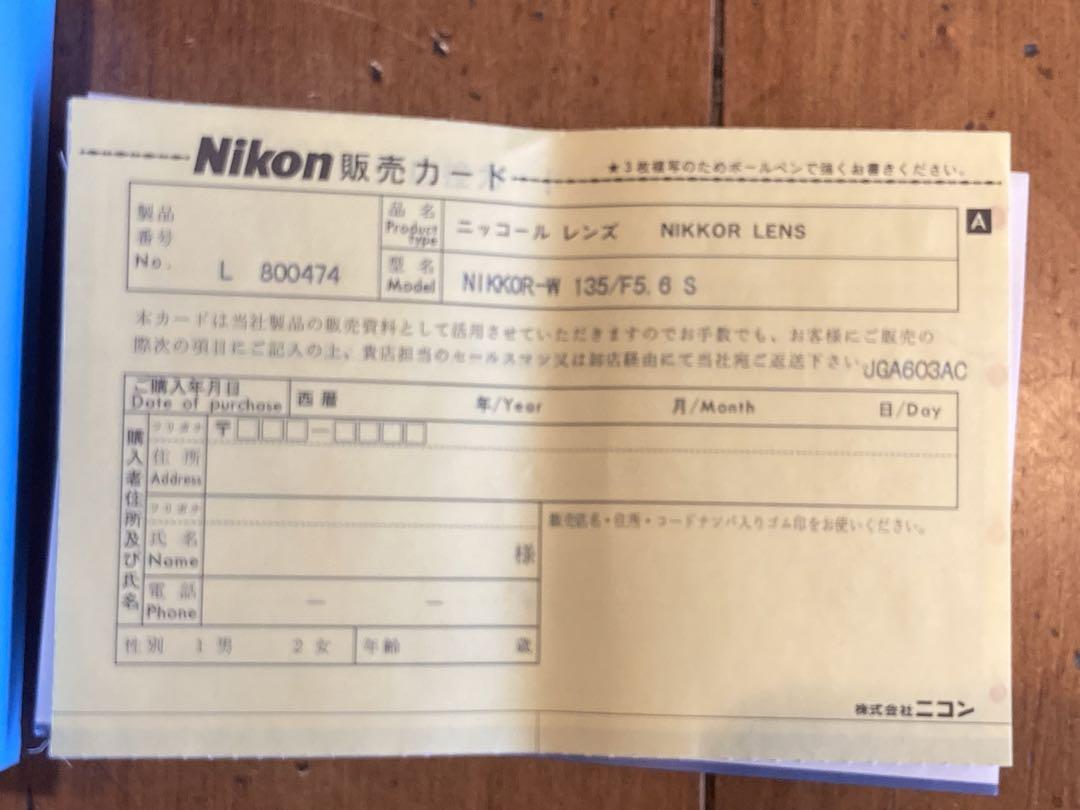 Nikon 販売カード
★3枚複写のためボールペンで強くお書きください。
製品
番号
No.
L 800474
品名
Product type
ニッコール レンズ NIKKOR LENS
A
型名
Model
NIKKOR-W 135/F5.6 S
本カードは当社製品の販売資料として活用させていただきますのでお手数でも、お客様にご販売の
際次の項目にご記入の上、貴店担当のセールスマン又は卸店経由にて当社宛ご返送下さい。
JGA603AC
ご購入年月日
Date of purchase
西暦 年/Year 月/Month 日/Day
購入者住所及び氏名
フリガナ
〒
住所
Address
フリガナ
氏名
Name
様
電話
Phone
性別 1 男 2 女 年齢 歳
販売店名・住所・コードナンバ入りゴム印をお使いください。
株式会社ニコン